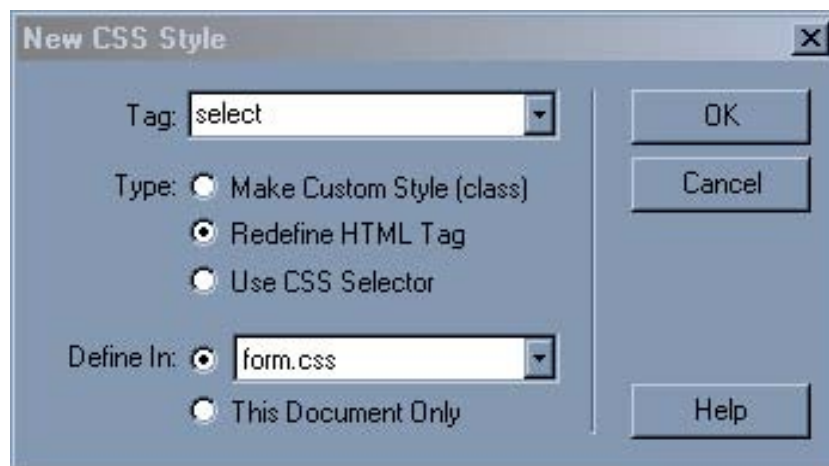 New CSS Style
Tag: select
OK
Type: Make Custom Style (class)
Cancel
Redefine HTML Tag
Use CSS Selector
Define In: form.css
This Document Only
Help